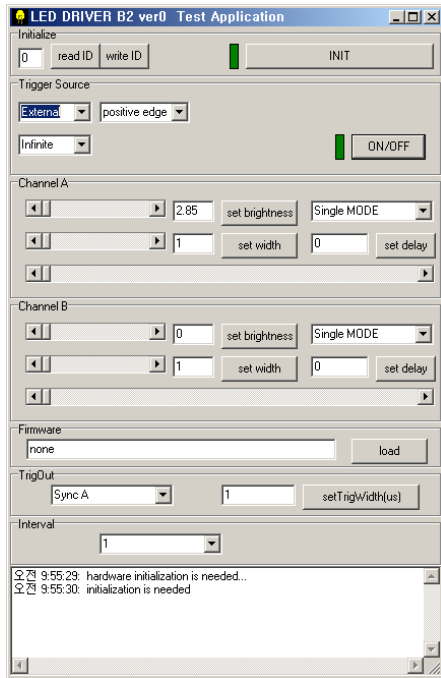 LED DRIVER B2 ver0 Test Application
Initialize
0 read ID write ID INIT
Trigger Source
External positive edge
Infinite ON/OFF
Channel A
2.85 set brightness Single MODE
1 set width 0 set delay
Channel B
0 set brightness Single MODE
1 set width 0 set delay
Firmware
none load
TrigOut
Sync A 1 setTrigWidth(us)
Interval
1
오전 9:55:29: hardware initialization is needed...
오전 9:55:30: initialization is needed